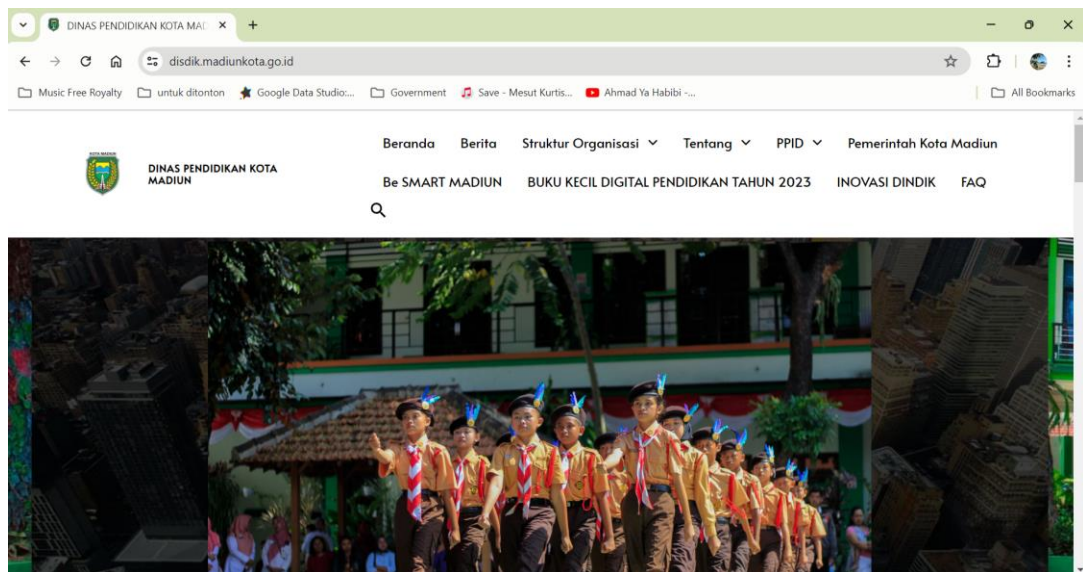 DINAS PENDIDIKAN KOTA MAD
disdik.madiunkota.go.id
Music Free Royalty untuk ditonton Google Data Studio:... Government Save - Mesut Kurtis... Ahmad Ya Habibi -... All Bookmarks
Beranda Berita Struktur Organisasi Tentang PPID Pemerintah Kota Madiun
DINAS PENDIDIKAN KOTA
MADIUN
Be SMART MADIUN BUKU KECIL DIGITAL PENDIDIKAN TAHUN 2023 INOVASI DINDIK FAQ